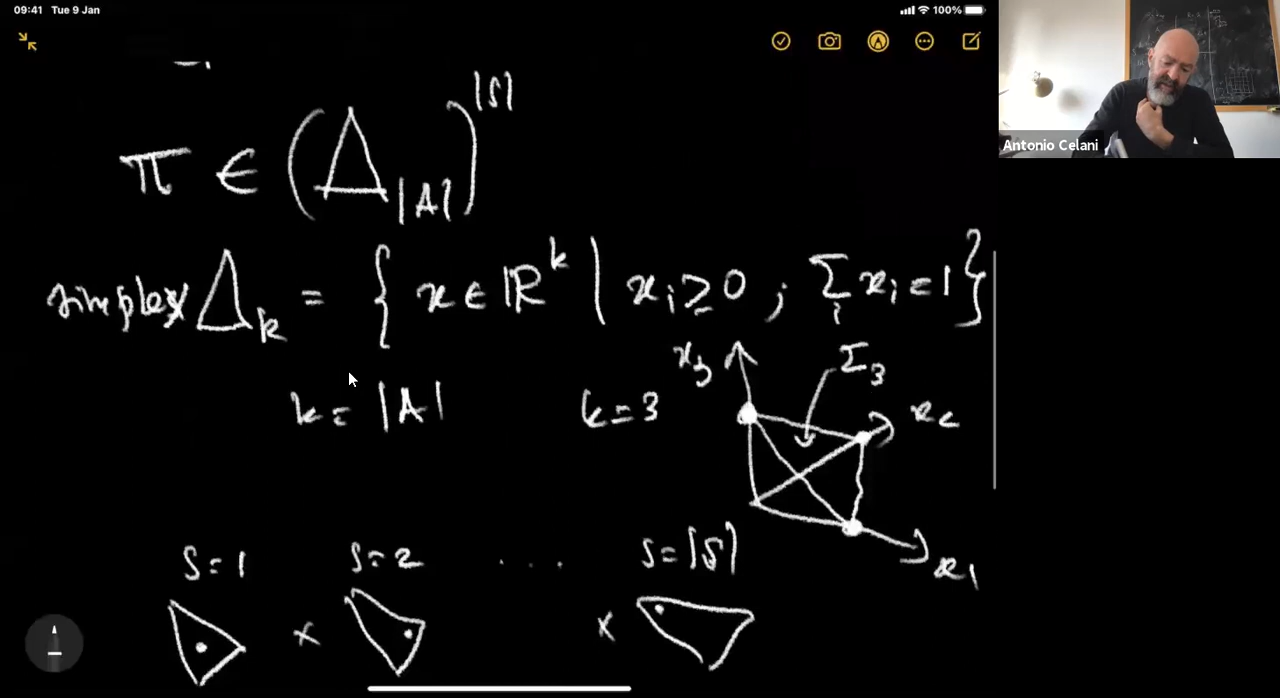 09:41 Tue 9 Jan
100%
Antonio Celani
π ∈ (Δ_{|A|})^{|S|}
simplex Δ_k = { x ∈ ℝ^k | x_i ≥ 0 ; Σ_i x_i = 1 }
k = |A|
k = 3
x_3
Σ_3
x_2
x_1
S = 1
S = 2
. . .
S = |S|
×
×